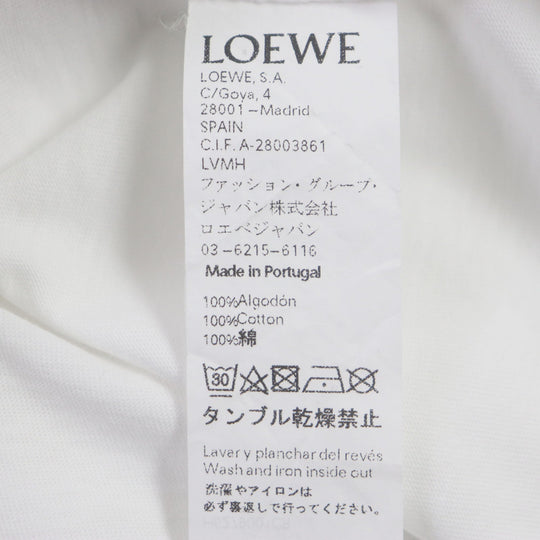 LOEWE
LOEWE, S.A.
C/Goya, 4
28001 – Madrid
SPAIN
C.I.F. A-28003861
LVMH
ファッション・グループ・
ジャパン株式会社
ロエベジャパン
03-6215-6116
Made in Portugal
100%Algodón
100%Cotton
100%綿
30
タンブル乾燥禁止
Lavar y planchar del revés
Wash and iron inside out
洗濯やアイロンは
必ず裏返しで行ってください